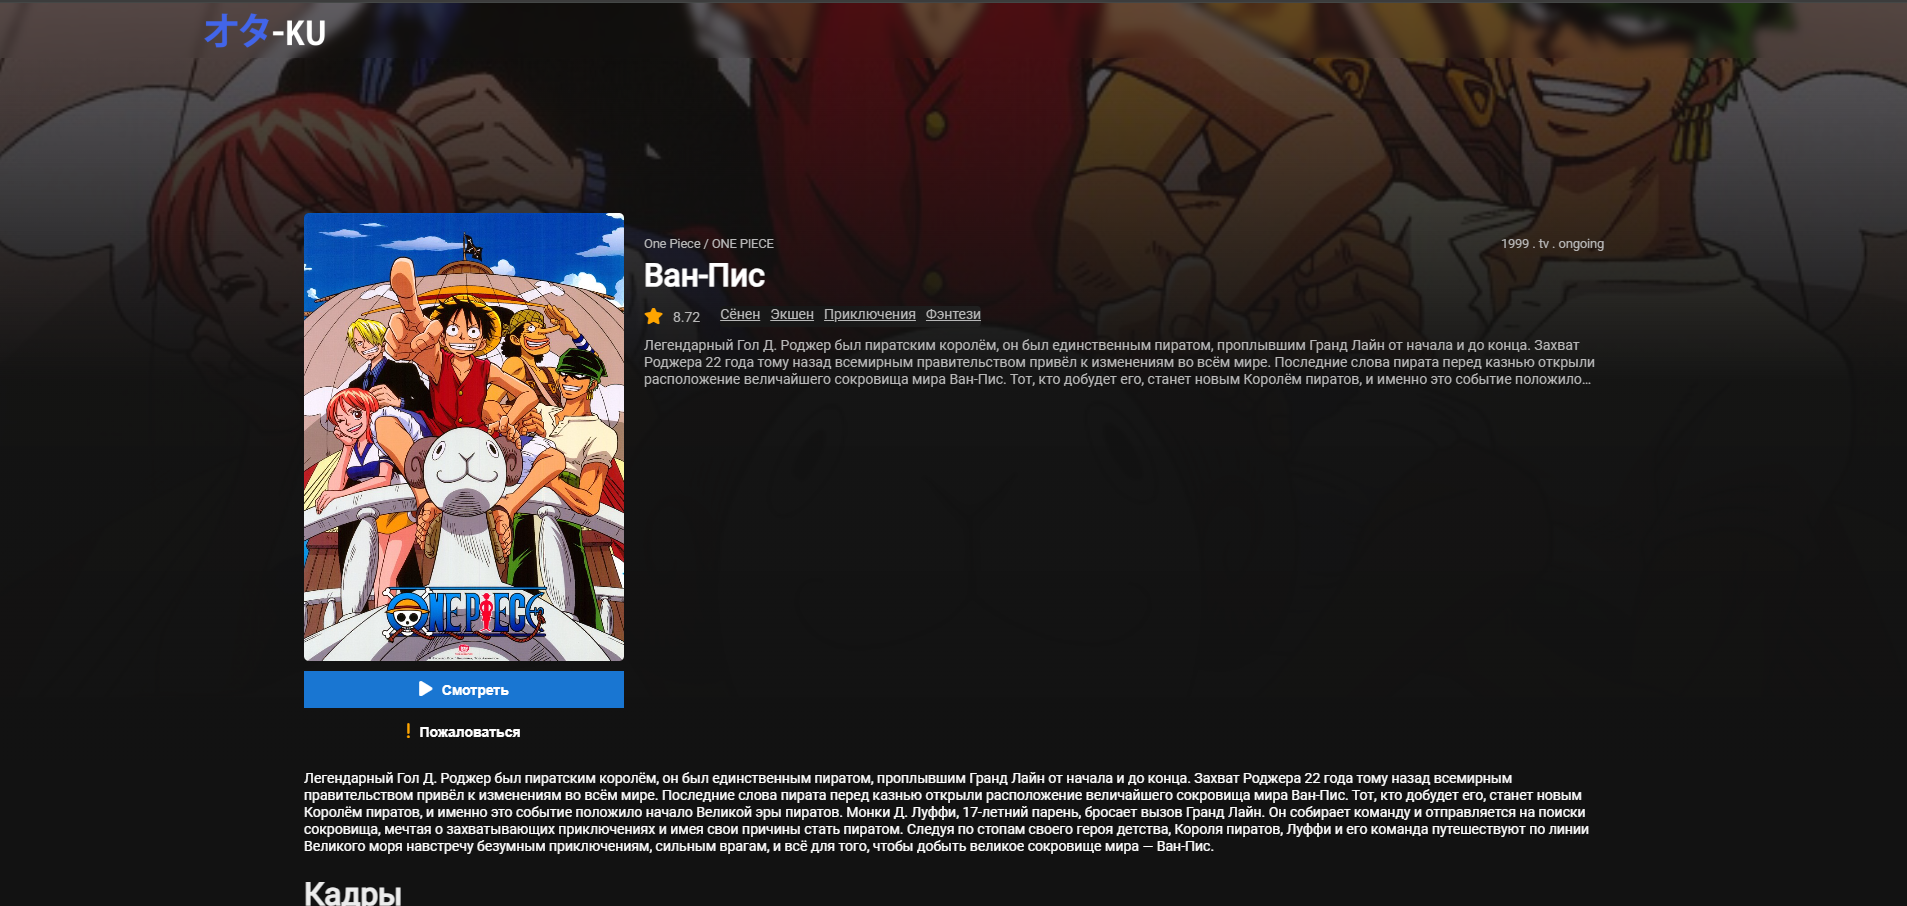 オタ-KU
One Piece / ONE PIECE
1999 . tv . ongoing
Ван-Пис
8.72 Сёнен Экшен Приключения Фэнтези
Легендарный Гол Д. Роджер был пиратским королём, он был единственным пиратом, проплывшим Гранд Лайн от начала и до конца. Захват
Роджера 22 года тому назад всемирным правительством привёл к изменениям во всём мире. Последние слова пирата перед казнью открыли
расположение величайшего сокровища мира Ван-Пис. Тот, кто добудет его, станет новым Королём пиратов, и именно это событие положило...
ONE PIECE
Смотреть
! Пожаловаться
Легендарный Гол Д. Роджер был пиратским королём, он был единственным пиратом, проплывшим Гранд Лайн от начала и до конца. Захват Роджера 22 года тому назад всемирным
правительством привёл к изменениям во всём мире. Последние слова пирата перед казнью открыли расположение величайшего сокровища мира Ван-Пис. Тот, кто добудет его, станет новым
Королём пиратов, и именно это событие положило начало Великой эры пиратов. Монки Д. Луффи, 17-летний парень, бросает вызов Гранд Лайн. Он собирает команду и отправляется на поиски
сокровища, мечтая о захватывающих приключениях и имея свои причины стать пиратом. Следуя по стопам своего героя детства, Короля пиратов, Луффи и его команда путешествуют по линии
Великого моря навстречу безумным приключениям, сильным врагам, и всё для того, чтобы добыть великое сокровище мира — Ван-Пис.
Кадры